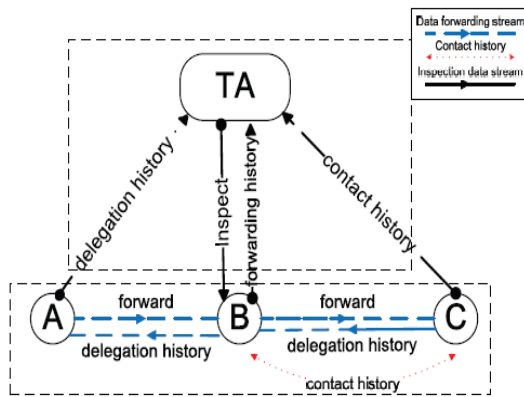 Data forwarding stream
Contact history
Inspection data stream
TA
delegation history
Inspect
forwarding history
contact history
A
forward
B
forward
C
delegation history
delegation history
contact history